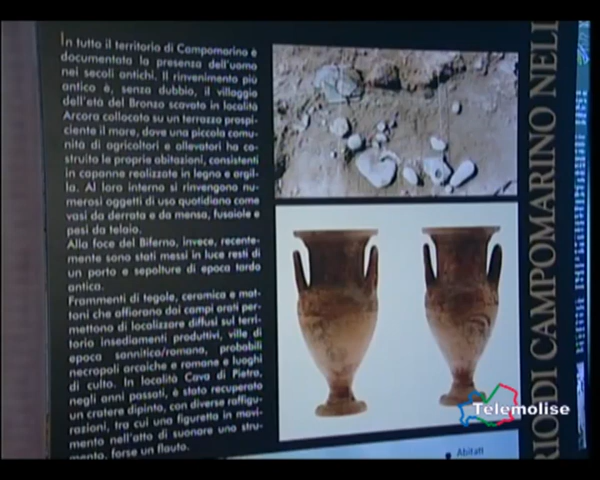 In tutto il territorio di Campomarino è
documentata la presenza dell'uomo
nei secoli antichi. Il rinvenimento più
antico è, senza dubbio, il villaggio
dell'età del Bronzo scavato in località
Arcora collocato su un terrazzo prospi-
ciente il mare, dove una piccola comu-
nità di agricoltori e allevatori ha co-
struito le proprie abitazioni, consistenti
in capanne realizzate in legno e argil-
la. Al loro interno si rinvengono nu-
merosi oggetti di uso quotidiano come
vasi da derrata e da mensa, fusaiole e
pesi da telaio.
Alla foce del Biferno, invece, recente-
mente sono stati messi in luce resti di
un porto e sepolture di epoca tardo
antica.
Frammenti di tegole, ceramica e mat-
toni che affiorano dai campi arati per-
mettono di localizzare diffusi sul terri-
torio insediamenti produttivi, ville di
epoca sannitica/romana, probabili
necropoli arcaiche e romane e luoghi
di culto. In località Cava di Pietra,
negli anni passati, è stato recuperato
un cratere dipinto, con diverse raffigu-
razioni, tra cui una figuretta in movi-
mento nell'atto di suonare uno stru-
mento, forse un flauto.
RIO DI CAMPOMARINO NELL
Telemolise
Abitati